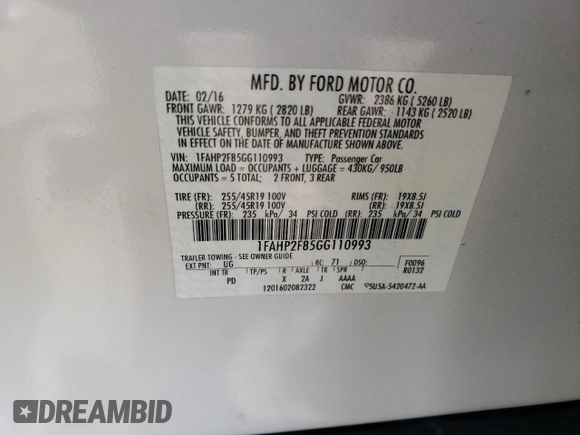 MFD. BY FORD MOTOR CO.
DATE: 02/16 GVWR: 2386 KG ( 5260 LB)
FRONT GAWR: 1279 KG ( 2820 LB) REAR GAWR: 1143 KG ( 2520 LB)
THIS VEHICLE CONFORMS TO ALL APPLICABLE FEDERAL MOTOR
VEHICLE SAFETY, BUMPER, AND THEFT PREVENTION STANDARDS
IN EFFECT ON THE DATE OF MANUFACTURE SHOWN ABOVE.
VIN: 1FAHP2F85GG110993 TYPE: Passenger Car
MAXIMUM LOAD = OCCUPANTS + LUGGAGE = 430KG/ 950LB
OCCUPANTS = 5 TOTAL; 2 FRONT, 3 REAR
TIRE (FR): 255/45R19 100V RIMS (FR): 19X8.5J
(RR): 255/45R19 100V (RR): 19X8.5J
PRESSURE (FR): 235 kPa/ 34 PSI COLD (RR): 235 kPa/ 34 PSI COLD
1FAHP2F85GG110993
TRAILER TOWING - SEE OWNER GUIDE
EXT PNT: UG RC: 71 DSO: F0096
INT TR TP/PS R AXLE TR SPR R0132
PD X 2A J AAAA
1201602082322 CMC 5U5A-5420472-AA
DREAMBID